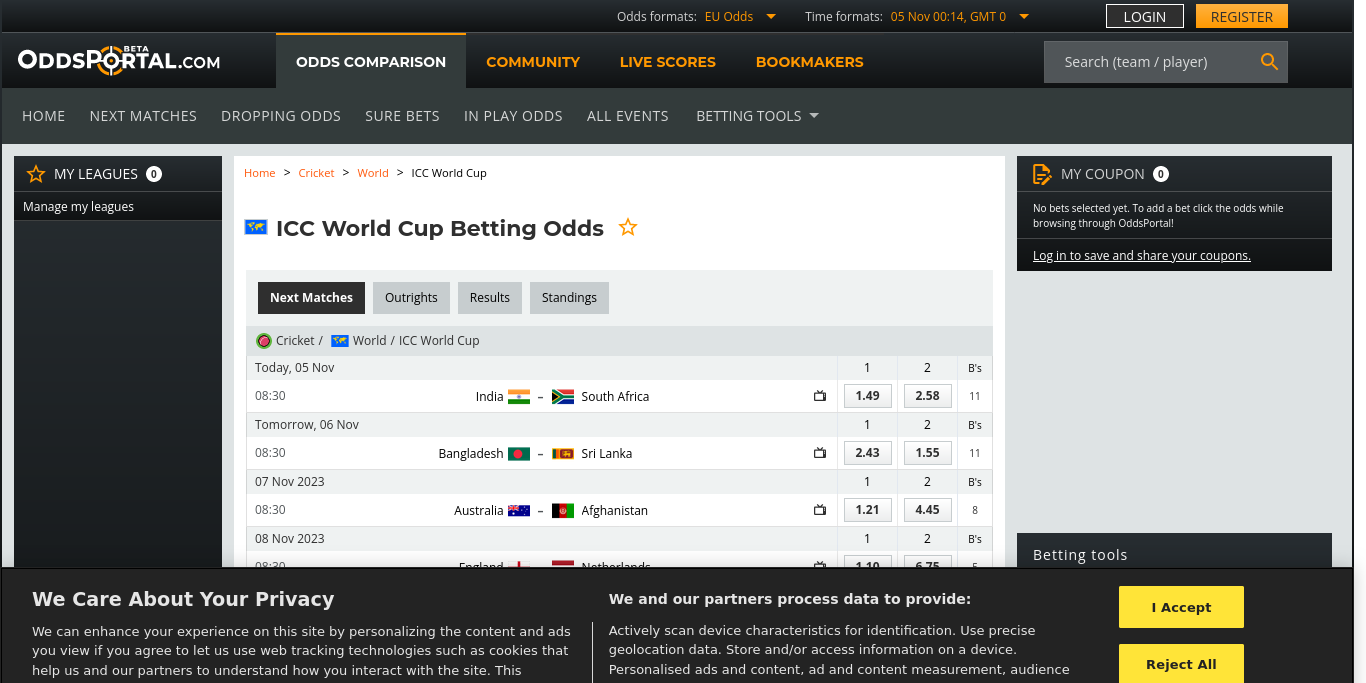 Odds formats: EU Odds Time formats: 05 Nov 00:14, GMT 0 LOGIN REGISTER
ODDSPORTAL.COM BETA ODDS COMPARISON COMMUNITY LIVE SCORES BOOKMAKERS Search (team / player)
HOME NEXT MATCHES DROPPING ODDS SURE BETS IN PLAY ODDS ALL EVENTS BETTING TOOLS
MY LEAGUES 0
Manage my leagues
Home > Cricket > World > ICC World Cup
ICC World Cup Betting Odds
Next Matches Outrights Results Standings
Cricket / World / ICC World Cup
Today, 05 Nov 1 2 B's
08:30 India – South Africa 1.49 2.58 11
Tomorrow, 06 Nov 1 2 B's
08:30 Bangladesh – Sri Lanka 2.43 1.55 11
07 Nov 2023 1 2 B's
08:30 Australia – Afghanistan 1.21 4.45 8
08 Nov 2023 1 2 B's
08:30 England Netherlands 1.10 6.75 5
MY COUPON 0
No bets selected yet. To add a bet click the odds while
browsing through OddsPortal!
Log in to save and share your coupons.
Betting tools
We Care About Your Privacy
We can enhance your experience on this site by personalizing the content and ads
you view if you agree to let us use web tracking technologies such as cookies that
help us and our partners to understand how you interact with the site. This
We and our partners process data to provide:
Actively scan device characteristics for identification. Use precise
geolocation data. Store and/or access information on a device.
Personalised ads and content, ad and content measurement, audience
I Accept
Reject All